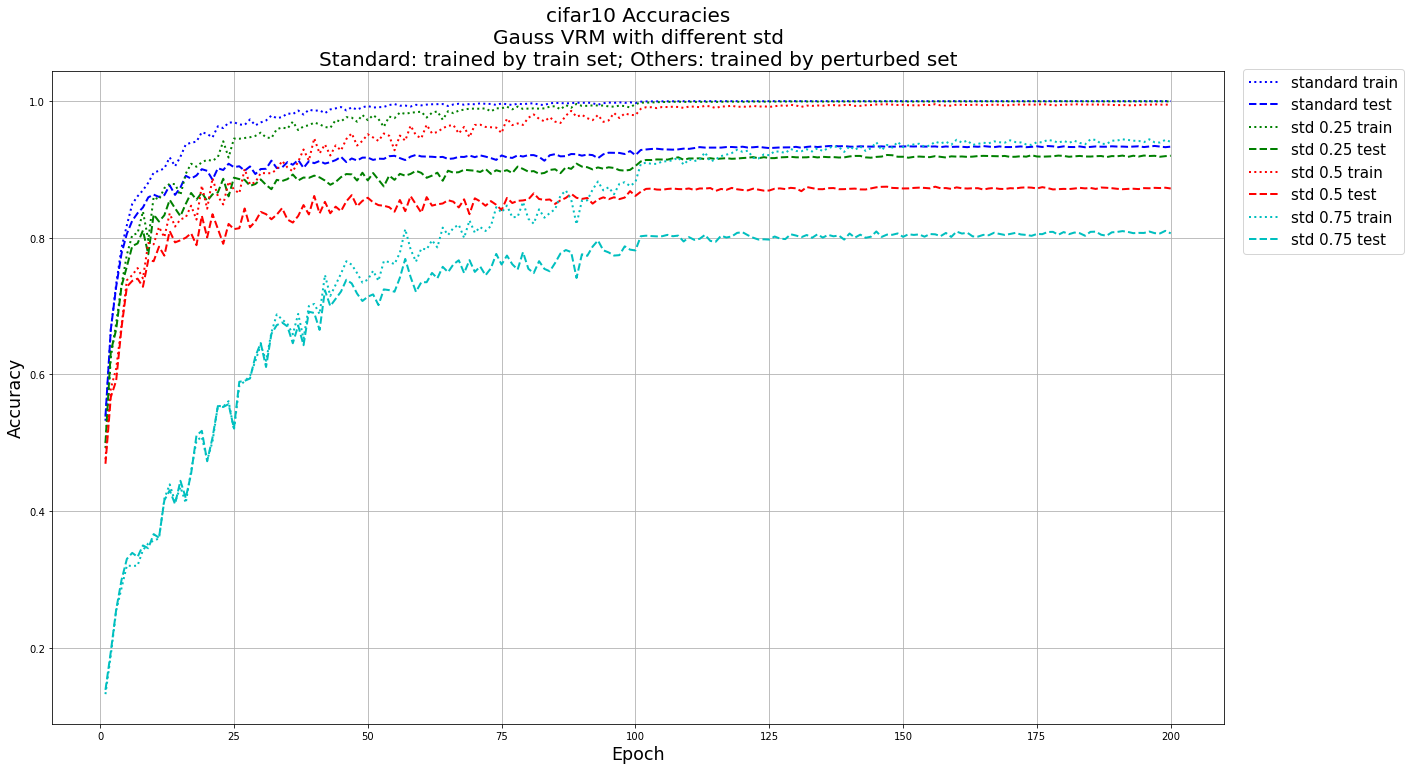 cifar10 Accuracies
Gauss VRM with different std
Standard: trained by train set; Others: trained by perturbed set
standard train
standard test
std 0.25 train
std 0.25 test
std 0.5 train
std 0.5 test
std 0.75 train
std 0.75 test
Accuracy
1.0
0.8
0.6
0.4
0.2
0
25
50
75
100
125
150
175
200
Epoch